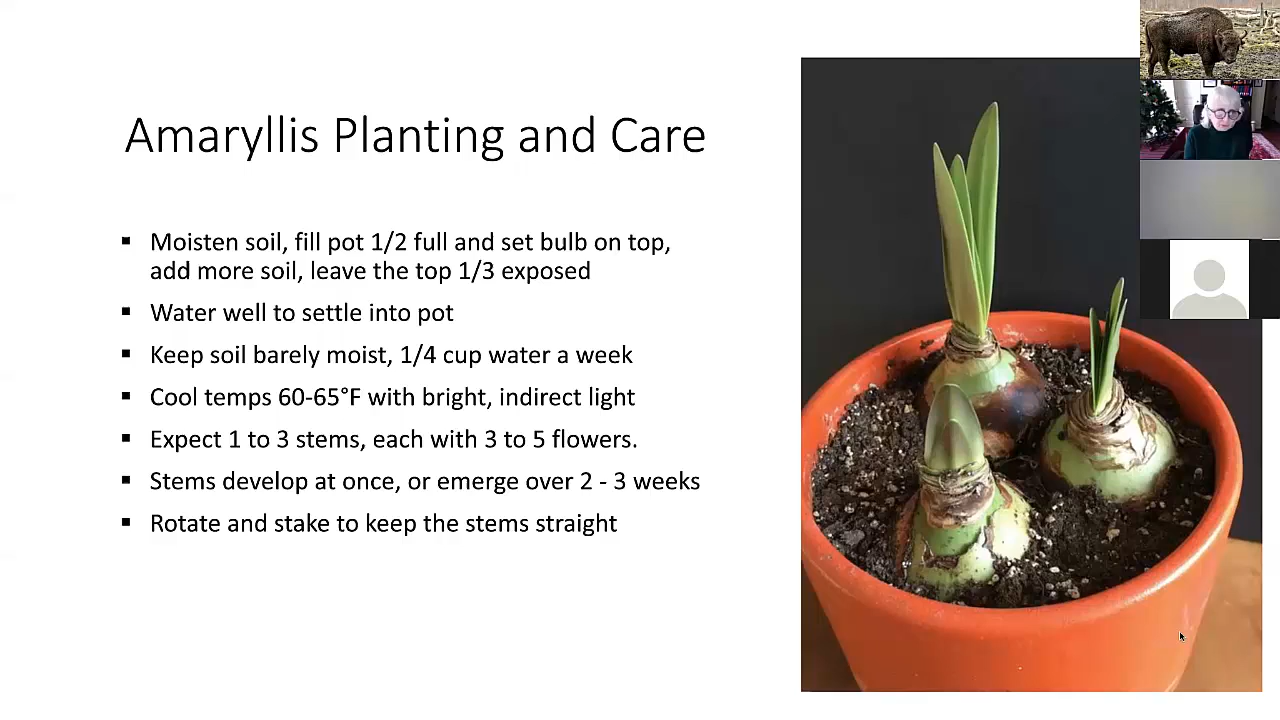 Amaryllis Planting and Care
▪ Moisten soil, fill pot 1/2 full and set bulb on top,
add more soil, leave the top 1/3 exposed
▪ Water well to settle into pot
▪ Keep soil barely moist, 1/4 cup water a week
▪ Cool temps 60-65°F with bright, indirect light
▪ Expect 1 to 3 stems, each with 3 to 5 flowers.
▪ Stems develop at once, or emerge over 2 - 3 weeks
▪ Rotate and stake to keep the stems straight